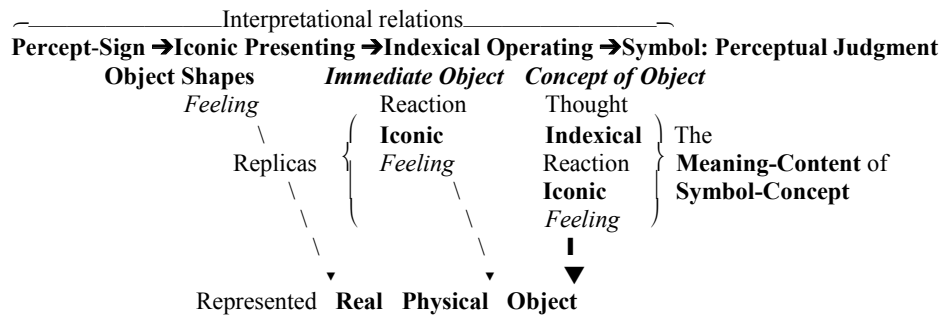 Interpretational relations
Percept-Sign ➔Iconic Presenting ➔Indexical Operating ➔Symbol: Perceptual Judgment
Object Shapes Immediate Object Concept of Object
Feeling Reaction Thought
Iconic Indexical The
Replicas Feeling Reaction Meaning-Content of
Iconic Symbol-Concept
Feeling
Represented Real Physical Object